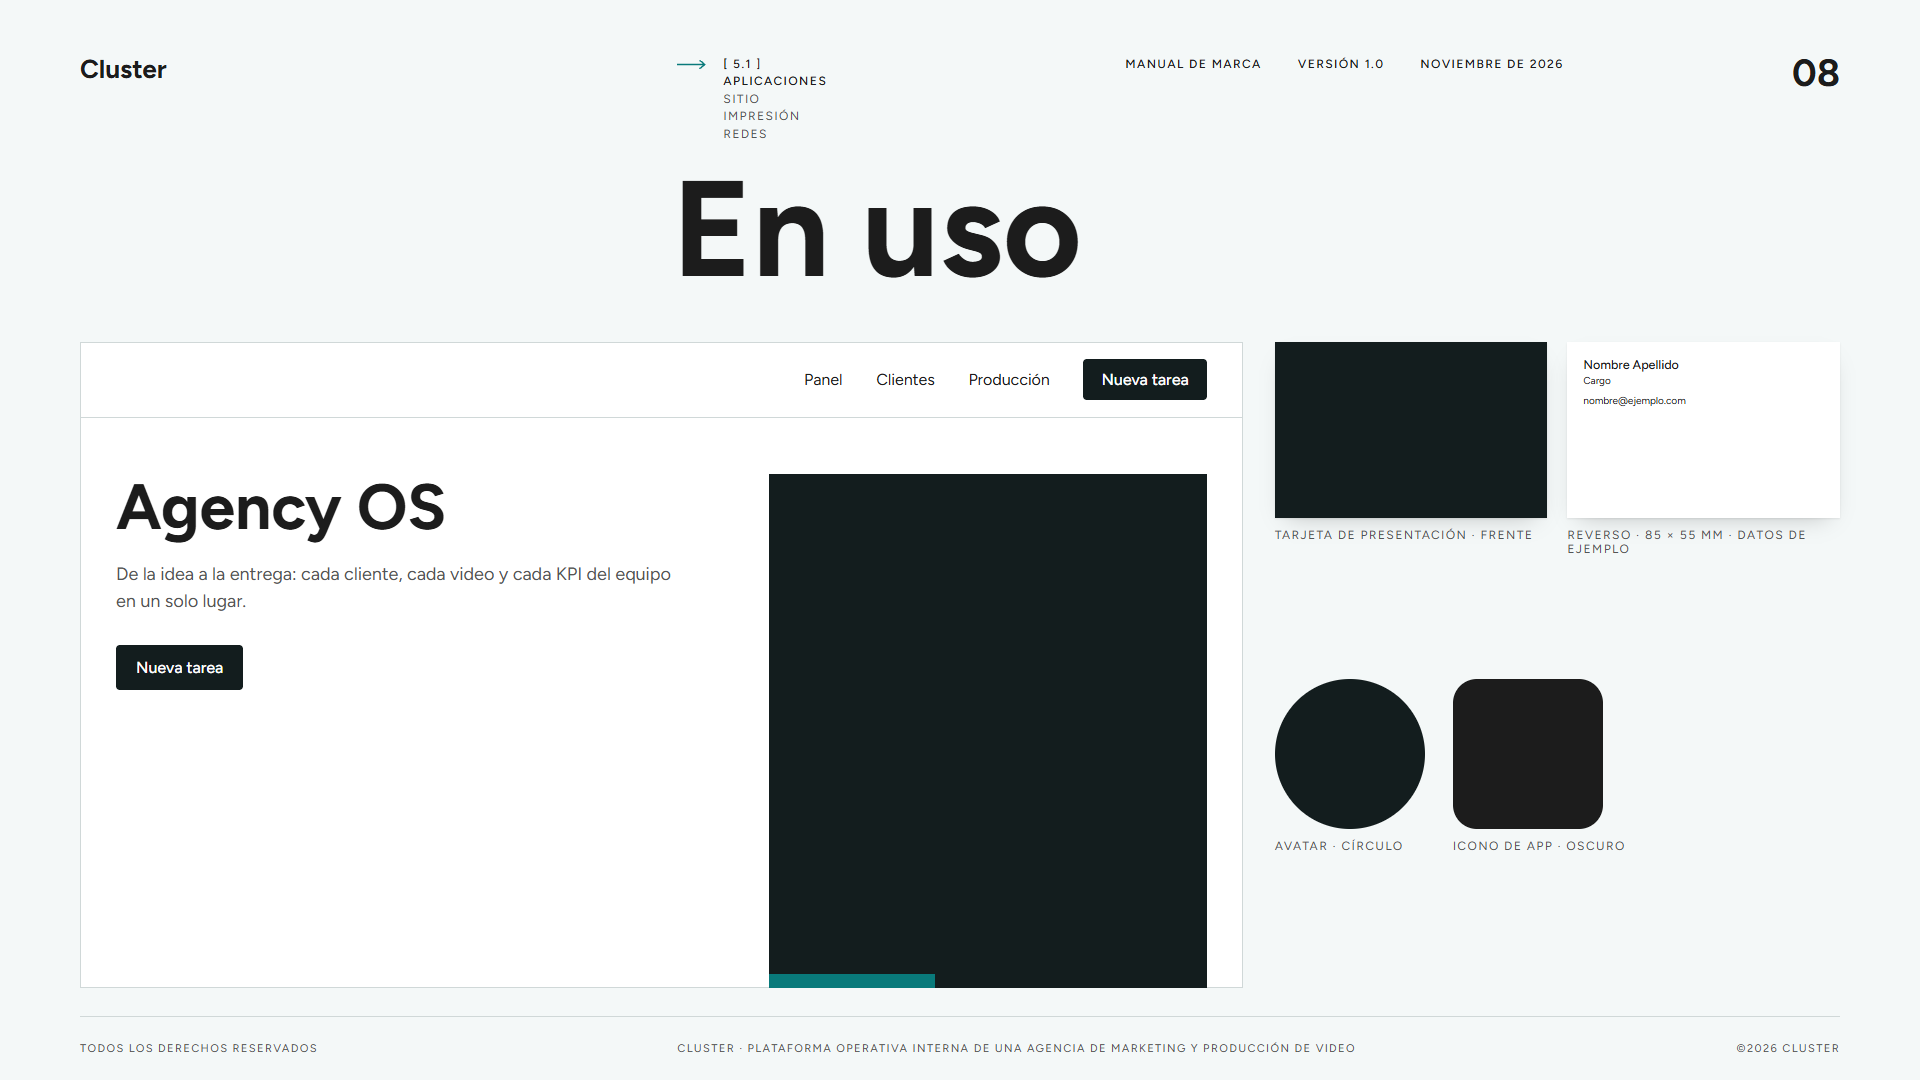 Cluster
[ 5.1 ]
APLICACIONES
SITIO
IMPRESIÓN
REDES
MANUAL DE MARCA
VERSIÓN 1.0
NOVIEMBRE DE 2026
08
En uso
Panel
Clientes
Producción
Nueva tarea
Agency OS
De la idea a la entrega: cada cliente, cada video y cada KPI del equipo
en un solo lugar.
Nueva tarea
Nombre Apellido
Cargo
nombre@ejemplo.com
TARJETA DE PRESENTACIÓN · FRENTE
REVERSO · 85 × 55 MM · DATOS DE
EJEMPLO
AVATAR · CÍRCULO
ICONO DE APP · OSCURO
TODOS LOS DERECHOS RESERVADOS
CLUSTER · PLATAFORMA OPERATIVA INTERNA DE UNA AGENCIA DE MARKETING Y PRODUCCIÓN DE VIDEO
©2026 CLUSTER